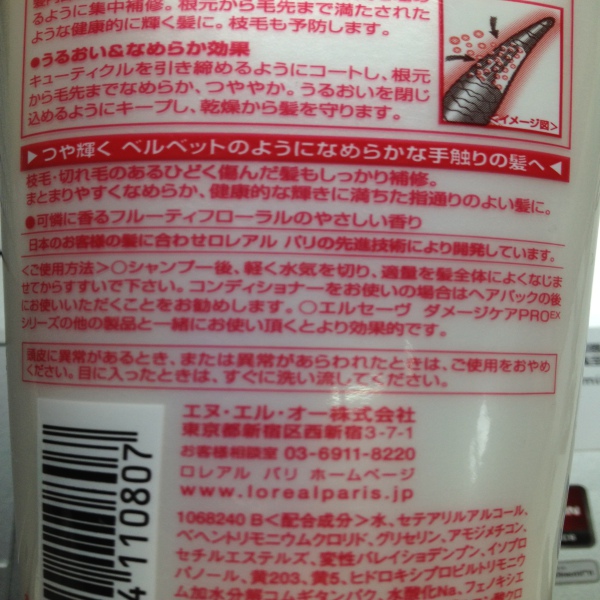 るように集中補修。根元から毛先まで満たされた
ような健康的に輝く髪に。枝毛も予防します。
●うるおい&なめらか効果
キューティクルを引き締めるようにコートし、根元
から毛先までなめらか、つややか。うるおいを閉じ
込めるようにキープし、乾燥から髪を守ります。
<イメージ図>
▶つや輝く ベルベットのようになめらかな手触りの髪へ◀
枝毛・切れ毛のあるひどく傷んだ髪もしっかり補修。
まとまりやすくなめらか、健康的な輝きに満ちた指通りのよい髪に。
●可憐に香るフルーティフローラルのやさしい香り
日本のお客様の髪に合わせロレアル パリの先進技術により開発しています。
<ご使用方法>○シャンプー後、軽く水気を切り、適量を髪全体によくなじま
せてからすすいで下さい。コンディショナーをお使いの場合はヘアパックの後
にお使いいただくことをお勧めします。○エルセーヴ ダメージケアPROEX
シリーズの他の製品と一緒にお使い頂くとより効果的です。
頭皮に異常があるとき、または異常があらわれたときは、ご使用をおやめ
ください。目に入ったときは、すぐに洗い流してください。
エヌ・エル・オー株式会社
東京都新宿区西新宿3-7-1
お客様相談室 03-6911-8220
ロレアル パリ ホームページ
www.lorealparis.jp
4110807
1068240 B<配合成分>水、セテアリルアルコール、
ベヘントリモニウムクロリド、グリセリン、アモジメチコン、
セチルエステルズ、変性バレイショデンプン、イソプロ
パノール、黄203、黄5、ヒドロキシプロピルトリモニウ
ム加水分解コムギタンパク、水酸化Na、フェノキシエ